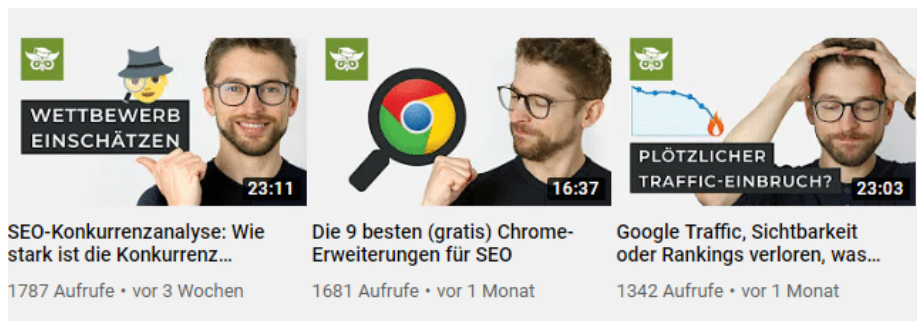 WETTBEWERB
EINSCHÄTZEN
23:11
16:37
PLÖTZLICHER
TRAFFIC-EINBRUCH?
23:03
SEO-Konkurrenzanalyse: Wie
stark ist die Konkurrenz...
1787 Aufrufe • vor 3 Wochen
Die 9 besten (gratis) Chrome-
Erweiterungen für SEO
1681 Aufrufe • vor 1 Monat
Google Traffic, Sichtbarkeit
oder Rankings verloren, was...
1342 Aufrufe • vor 1 Monat